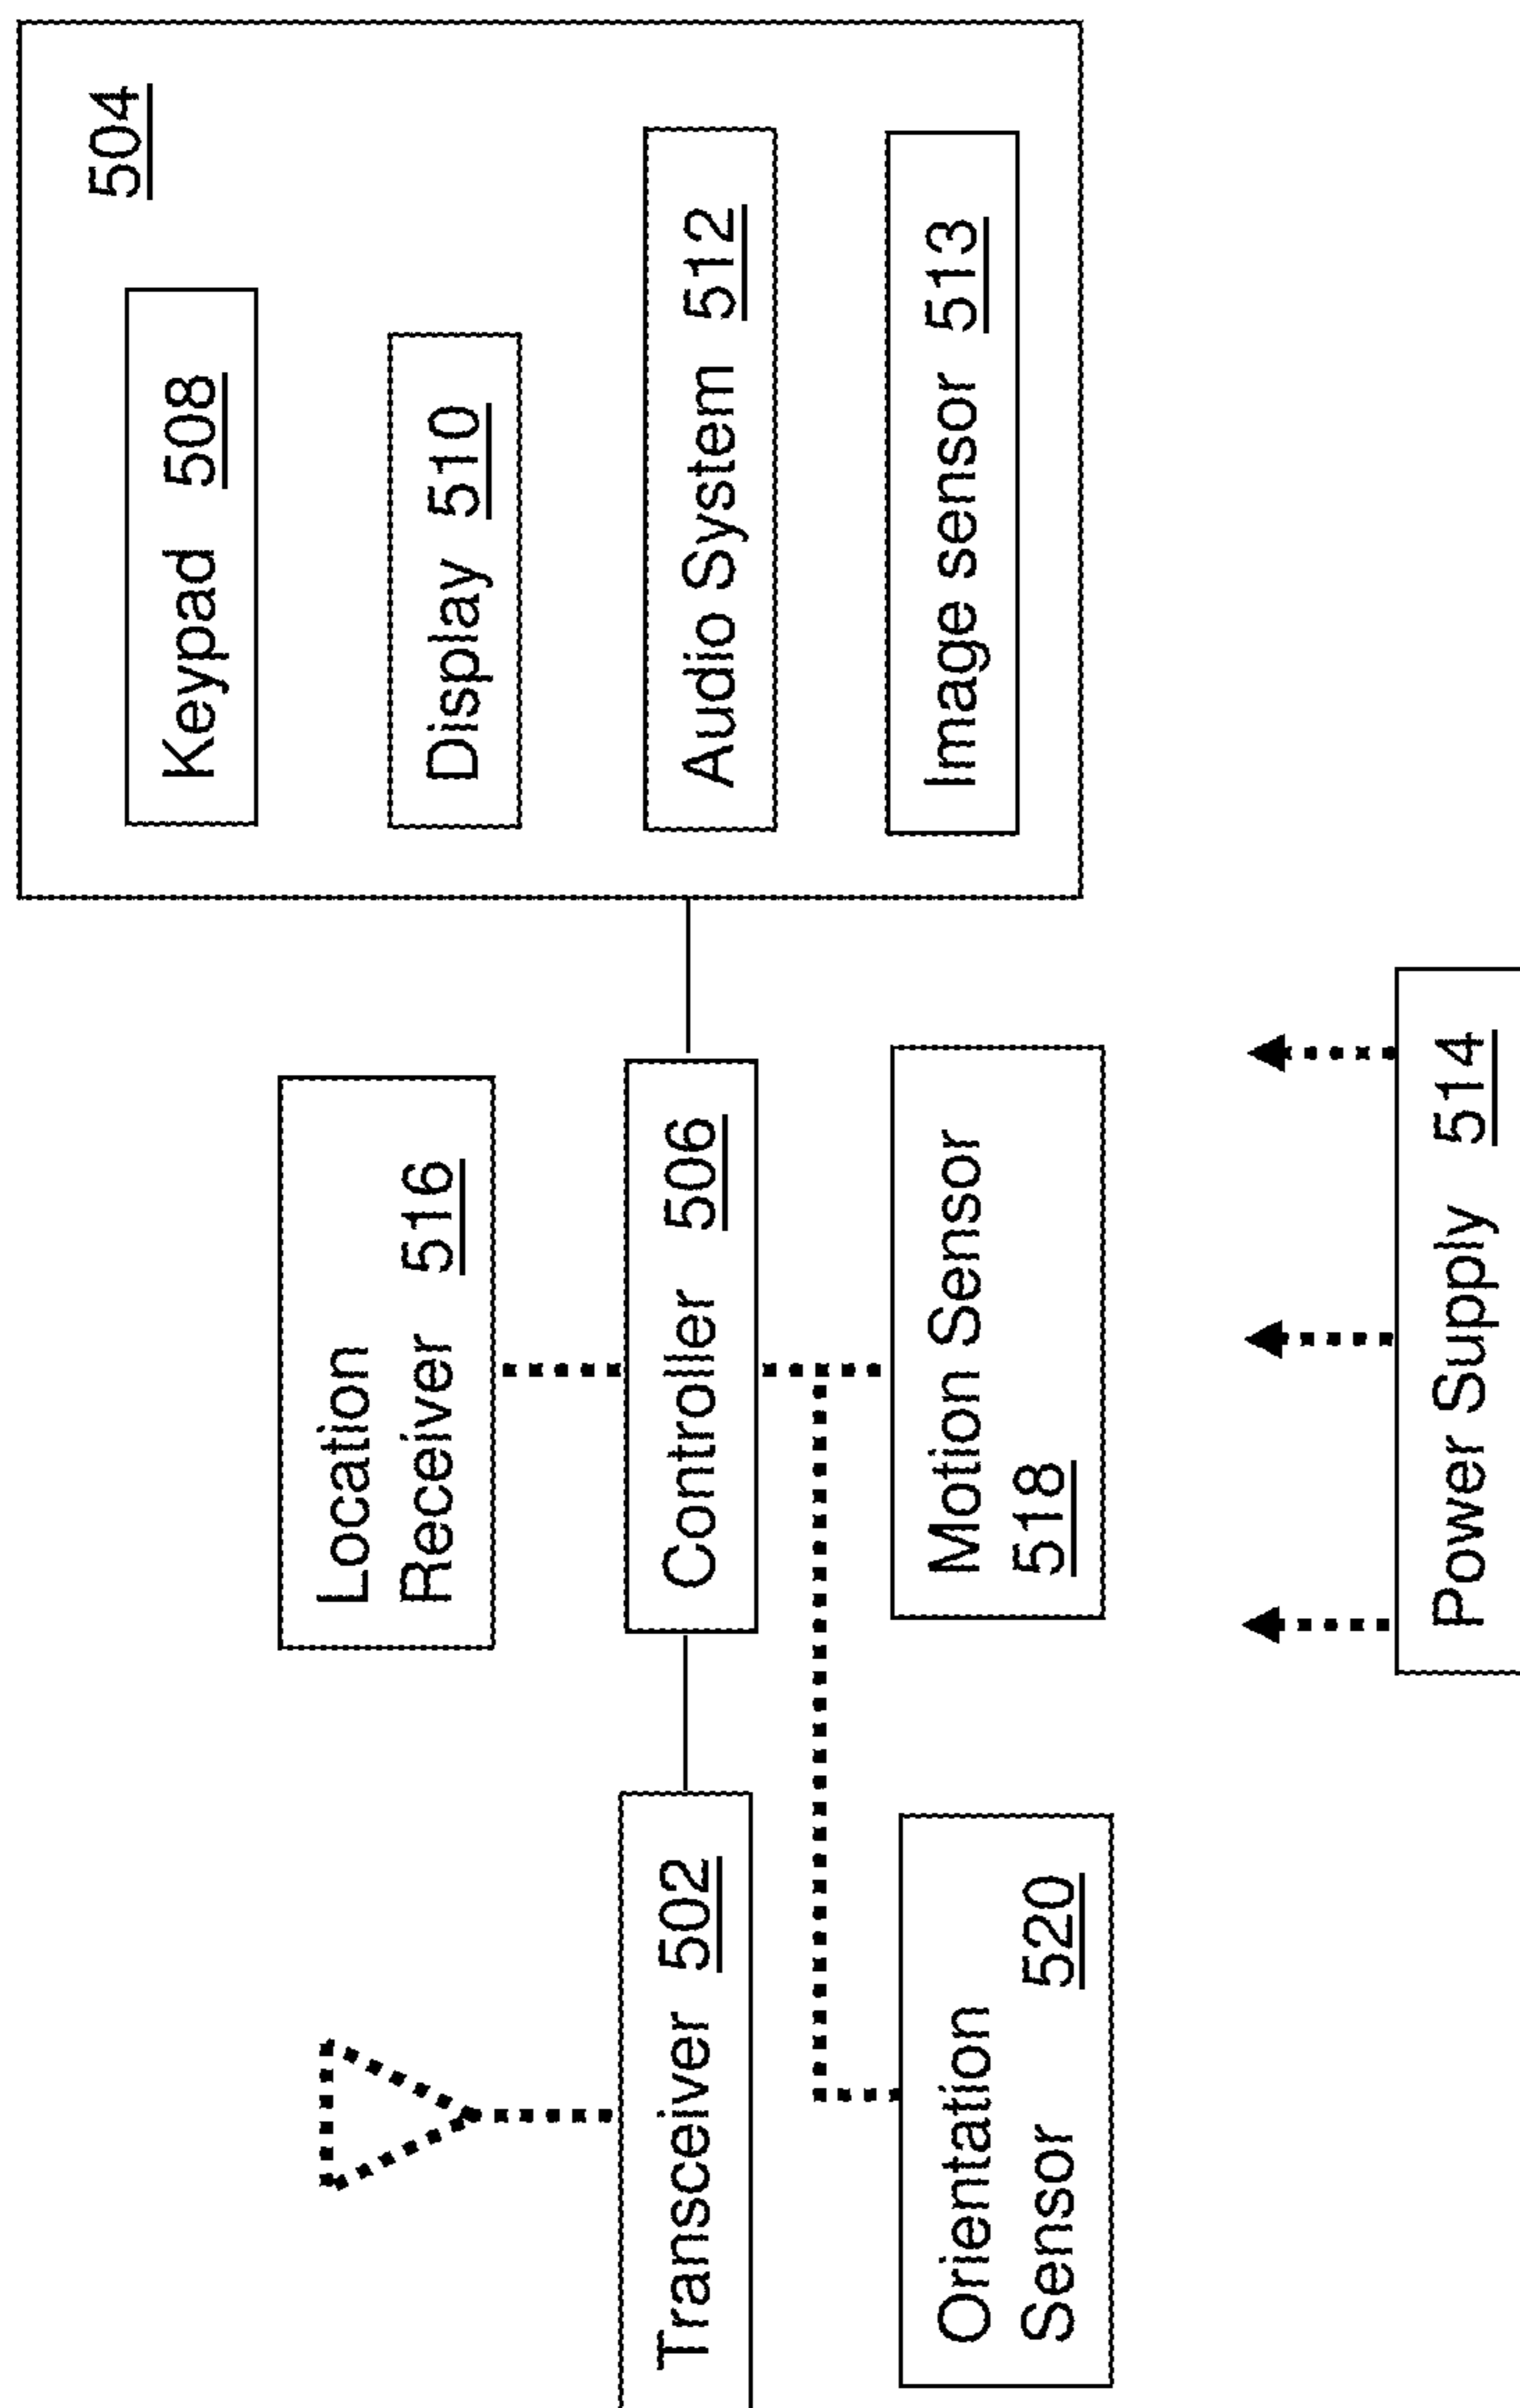 504
Keypad 508
Display 510
Audio System 512
Image sensor 513
Location
Receiver 516
Controller 506
Motion Sensor
518
Transceiver 502
Orientation
Sensor 520
Power Supply 514